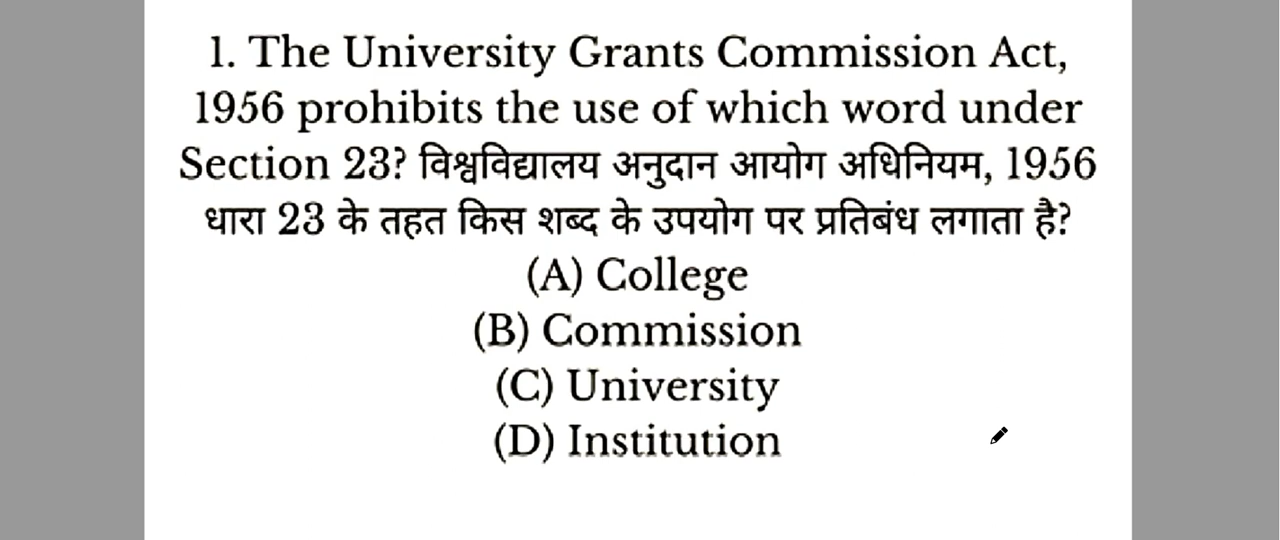 1. The University Grants Commission Act,
1956 prohibits the use of which word under
Section 23? विश्वविद्यालय अनुदान आयोग अधिनियम, 1956
धारा 23 के तहत किस शब्द के उपयोग पर प्रतिबंध लगाता है?
(A) College
(B) Commission
(C) University
(D) Institution